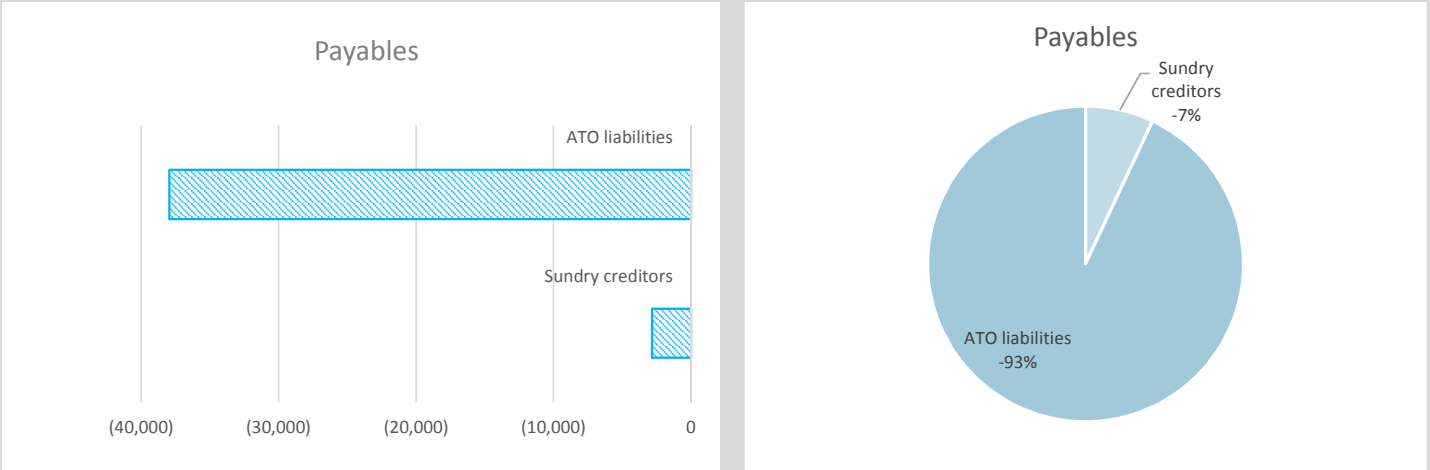 Payables
ATO liabilities
Sundry creditors
(40,000)
(30,000)
(20,000)
(10,000)
0
Payables
Sundry
creditors
-7%
ATO liabilities
-93%